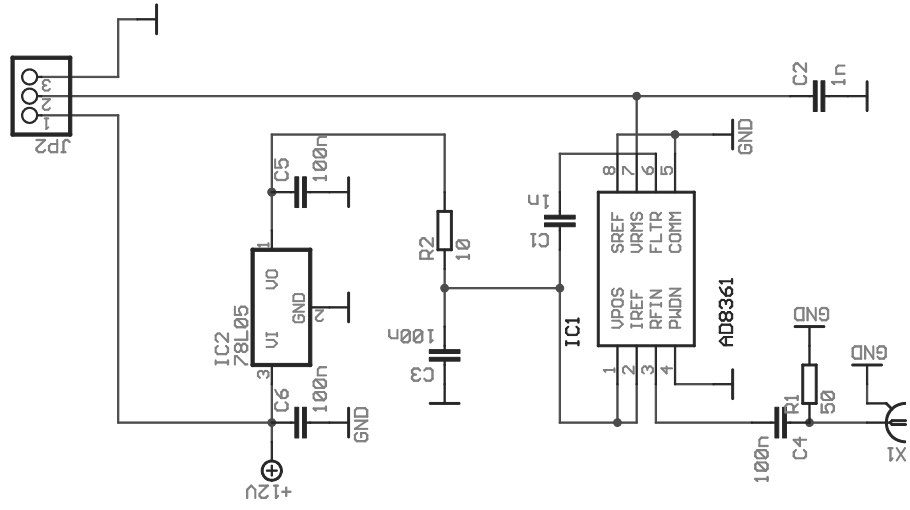 3
2
1
JP2
C2
1n
GND
C5
100n
1n
C1
8
7
6
5
SREF
VRMS
FLTR
COMM
VPOS
IREF
RFIN
PWDN
1
2
3
4
IC1
AD8361
R2
10
1
VO
GND
2
VI
3
IC2
78L05
100n
C3
C6
100n
GND
+12V
GND
R1
50
GND
100n
C4
X1